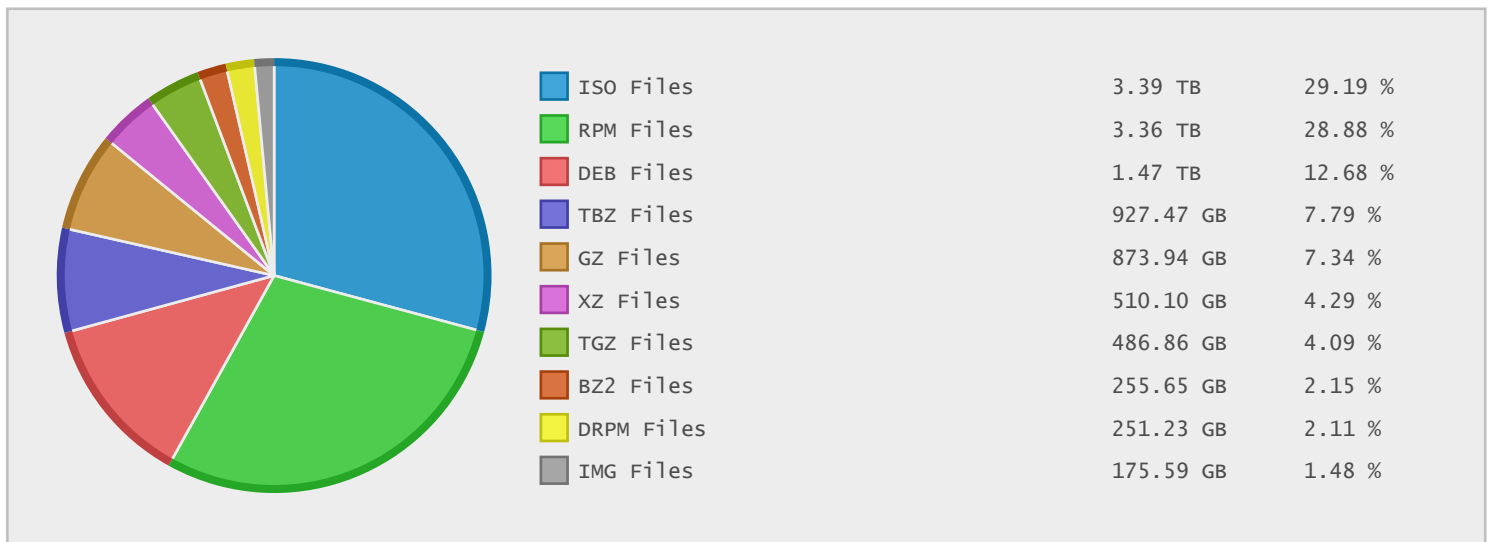 ISO Files 3.39 TB 29.19 %
RPM Files 3.36 TB 28.88 %
DEB Files 1.47 TB 12.68 %
TBZ Files 927.47 GB 7.79 %
GZ Files 873.94 GB 7.34 %
XZ Files 510.10 GB 4.29 %
TGZ Files 486.86 GB 4.09 %
BZ2 Files 255.65 GB 2.15 %
DRPM Files 251.23 GB 2.11 %
IMG Files 175.59 GB 1.48 %